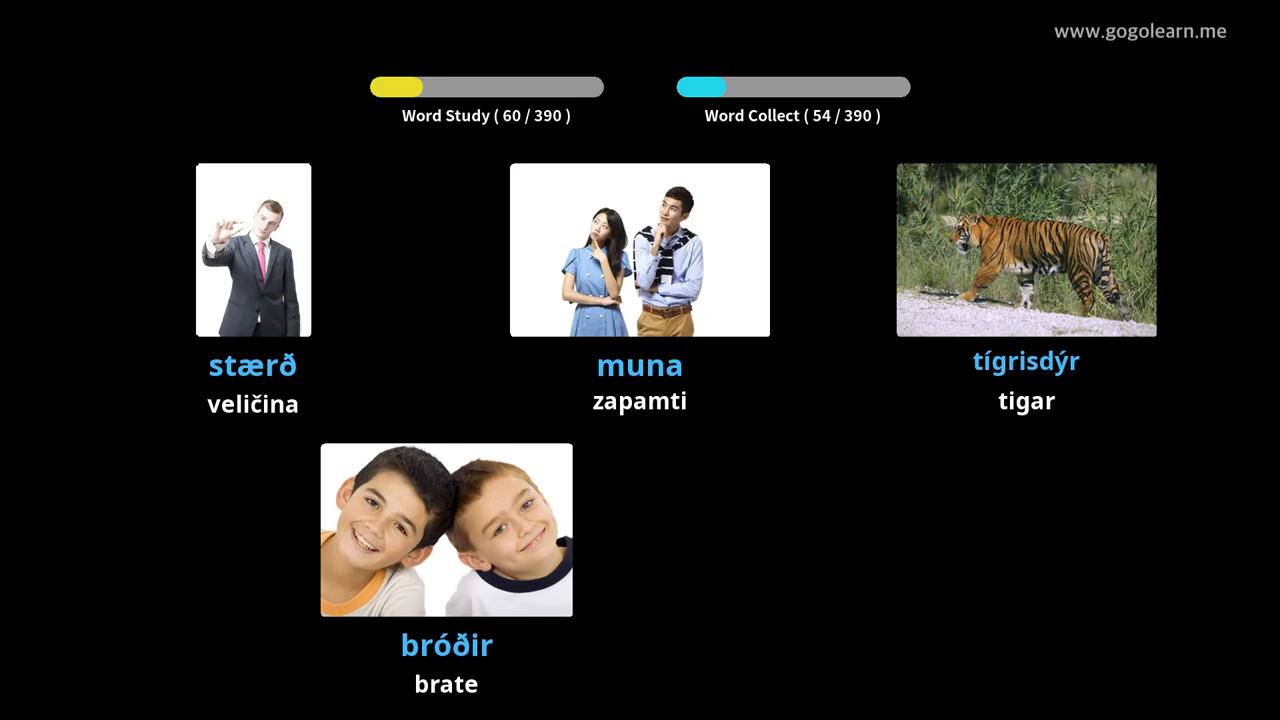 www.gogolearn.me
Word Study ( 60 / 390 )
Word Collect ( 54 / 390 )
stærð
veličina
muna
zapamti
tígrisdýr
tigar
bróðir
brate